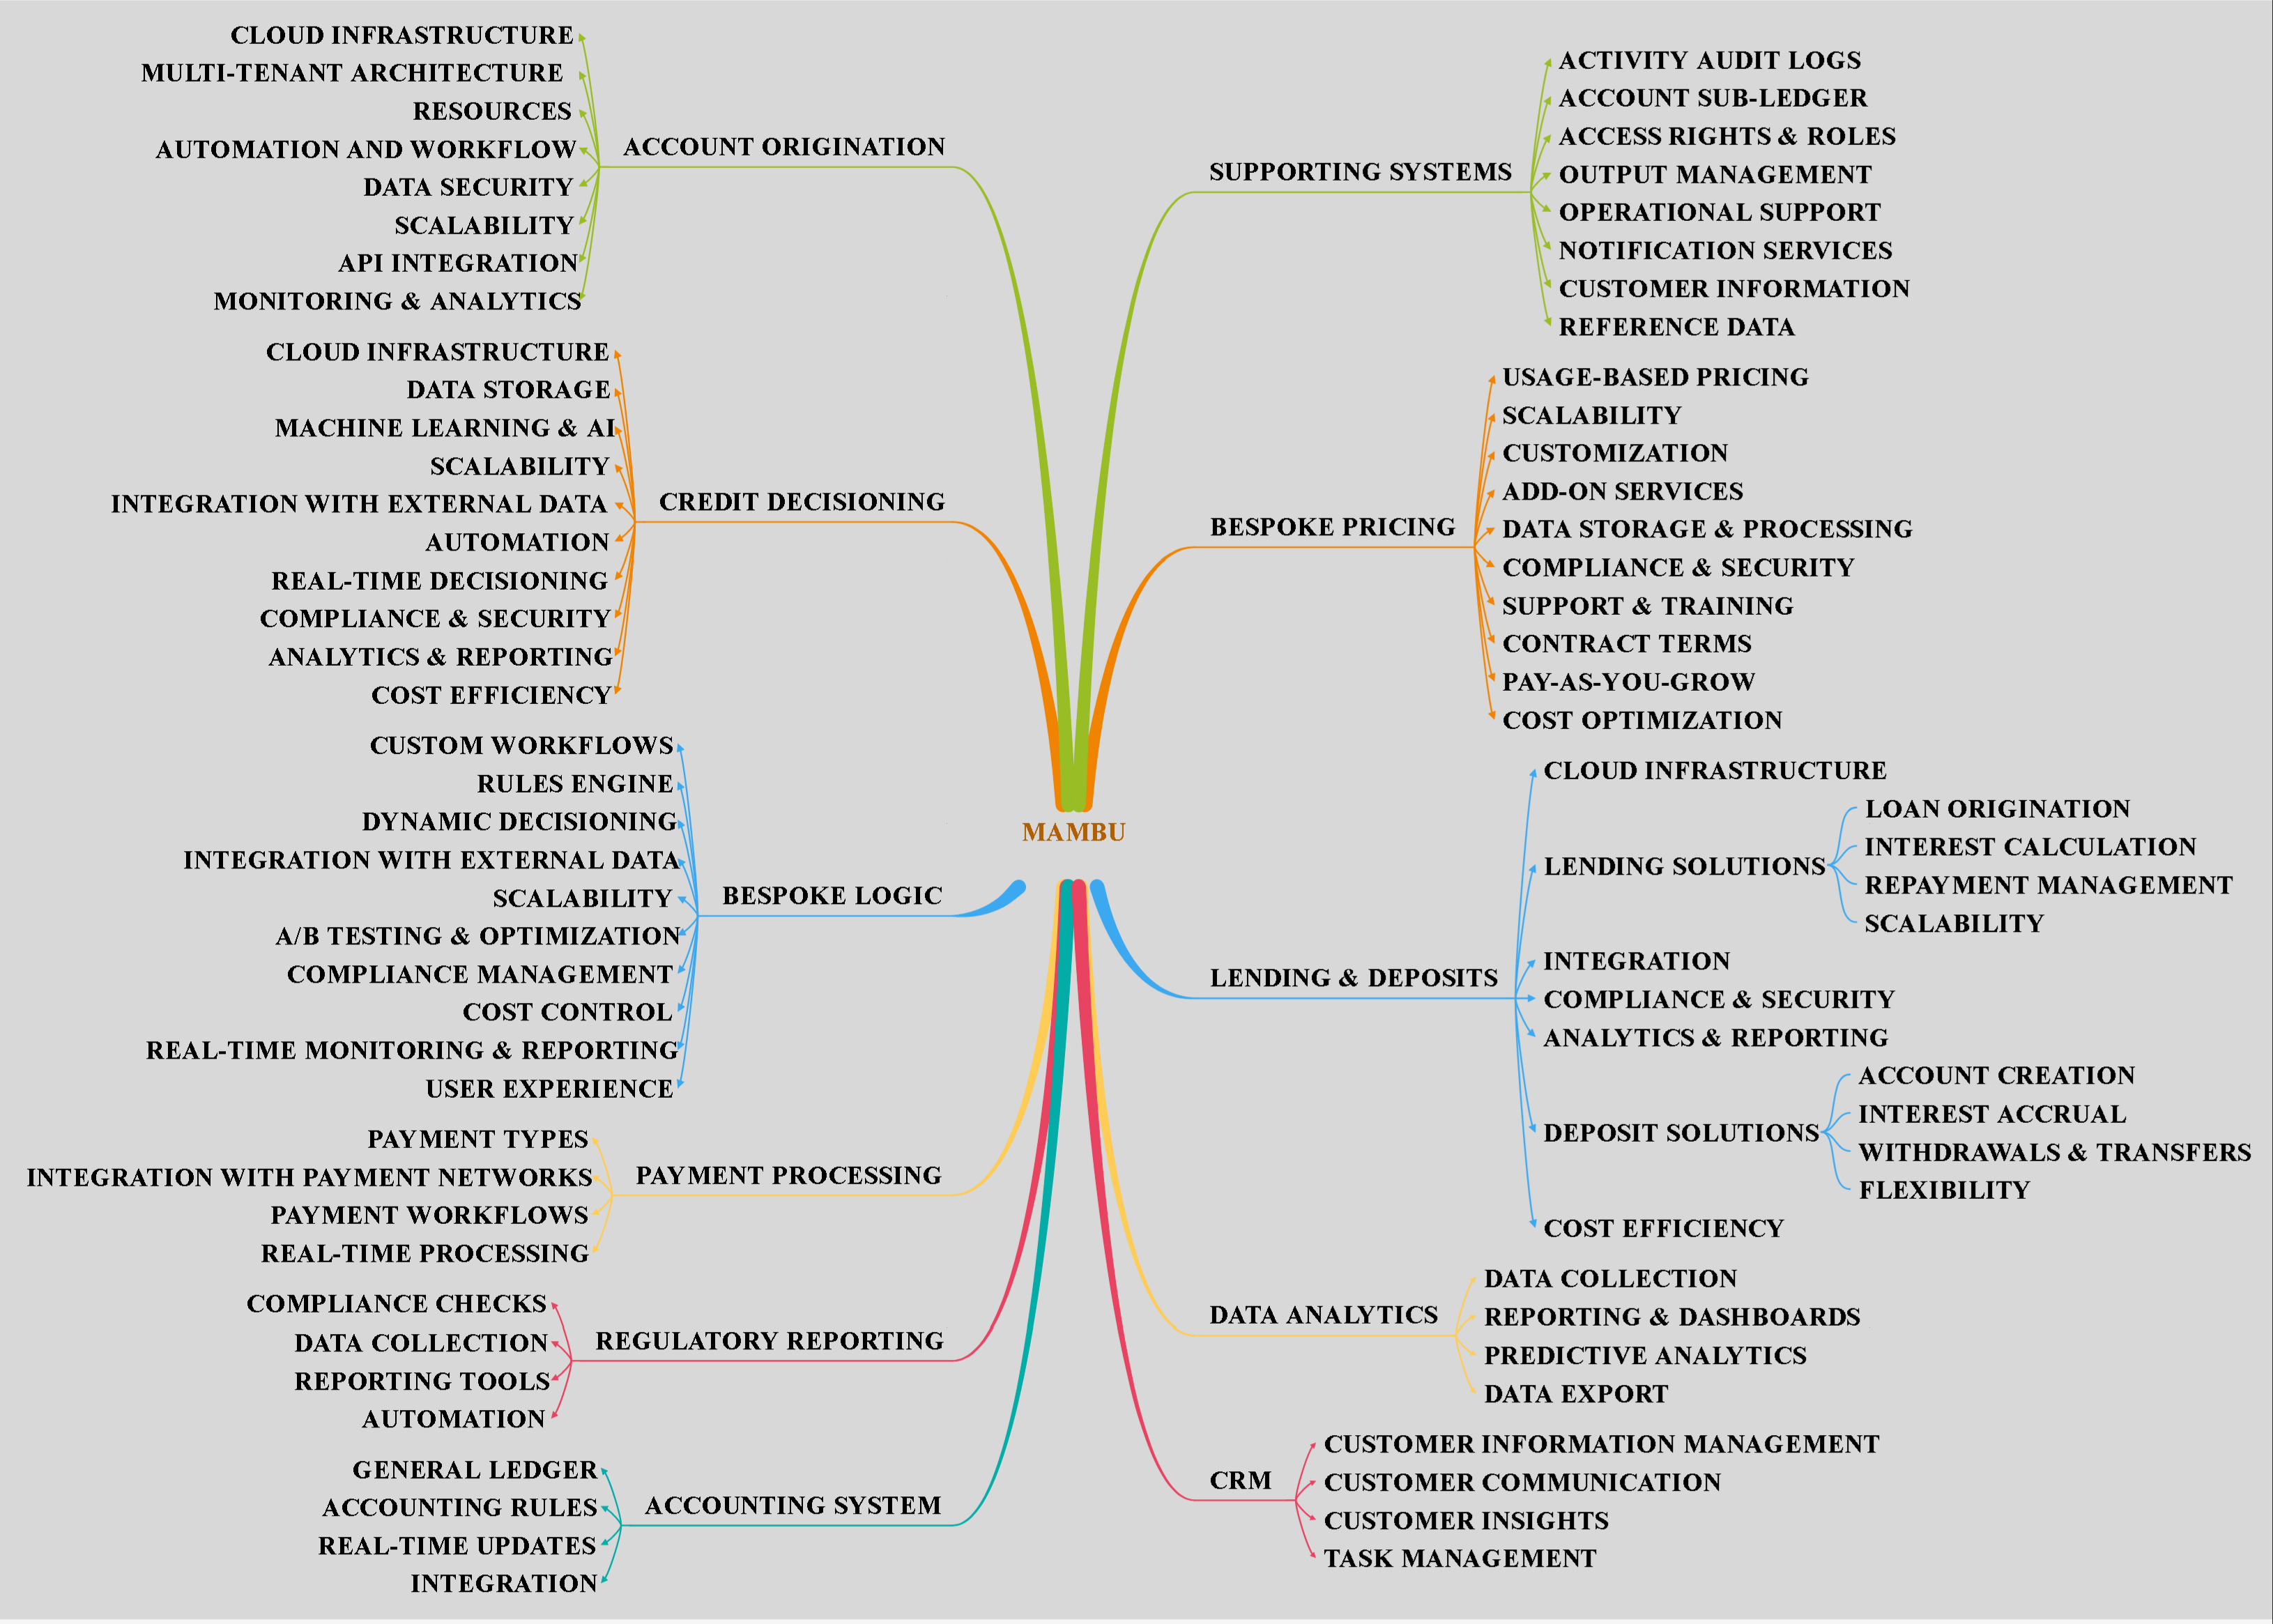 MAMBU
ACCOUNT ORIGINATION
CLOUD INFRASTRUCTURE
MULTI-TENANT ARCHITECTURE
RESOURCES
AUTOMATION AND WORKFLOW
DATA SECURITY
SCALABILITY
API INTEGRATION
MONITORING & ANALYTICS
CREDIT DECISIONING
CLOUD INFRASTRUCTURE
DATA STORAGE
MACHINE LEARNING & AI
SCALABILITY
INTEGRATION WITH EXTERNAL DATA
AUTOMATION
REAL-TIME DECISIONING
COMPLIANCE & SECURITY
ANALYTICS & REPORTING
COST EFFICIENCY
BESPOKE LOGIC
CUSTOM WORKFLOWS
RULES ENGINE
DYNAMIC DECISIONING
INTEGRATION WITH EXTERNAL DATA
SCALABILITY
A/B TESTING & OPTIMIZATION
COMPLIANCE MANAGEMENT
COST CONTROL
REAL-TIME MONITORING & REPORTING
USER EXPERIENCE
PAYMENT PROCESSING
PAYMENT TYPES
INTEGRATION WITH PAYMENT NETWORKS
PAYMENT WORKFLOWS
REAL-TIME PROCESSING
REGULATORY REPORTING
COMPLIANCE CHECKS
DATA COLLECTION
REPORTING TOOLS
AUTOMATION
ACCOUNTING SYSTEM
GENERAL LEDGER
ACCOUNTING RULES
REAL-TIME UPDATES
INTEGRATION
SUPPORTING SYSTEMS
ACTIVITY AUDIT LOGS
ACCOUNT SUB-LEDGER
ACCESS RIGHTS & ROLES
OUTPUT MANAGEMENT
OPERATIONAL SUPPORT
NOTIFICATION SERVICES
CUSTOMER INFORMATION
REFERENCE DATA
BESPOKE PRICING
USAGE-BASED PRICING
SCALABILITY
CUSTOMIZATION
ADD-ON SERVICES
DATA STORAGE & PROCESSING
COMPLIANCE & SECURITY
SUPPORT & TRAINING
CONTRACT TERMS
PAY-AS-YOU-GROW
COST OPTIMIZATION
LENDING & DEPOSITS
CLOUD INFRASTRUCTURE
LENDING SOLUTIONS
LOAN ORIGINATION
INTEREST CALCULATION
REPAYMENT MANAGEMENT
SCALABILITY
INTEGRATION
COMPLIANCE & SECURITY
ANALYTICS & REPORTING
DEPOSIT SOLUTIONS
ACCOUNT CREATION
INTEREST ACCRUAL
WITHDRAWALS & TRANSFERS
FLEXIBILITY
COST EFFICIENCY
DATA ANALYTICS
DATA COLLECTION
REPORTING & DASHBOARDS
PREDICTIVE ANALYTICS
DATA EXPORT
CRM
CUSTOMER INFORMATION MANAGEMENT
CUSTOMER COMMUNICATION
CUSTOMER INSIGHTS
TASK MANAGEMENT